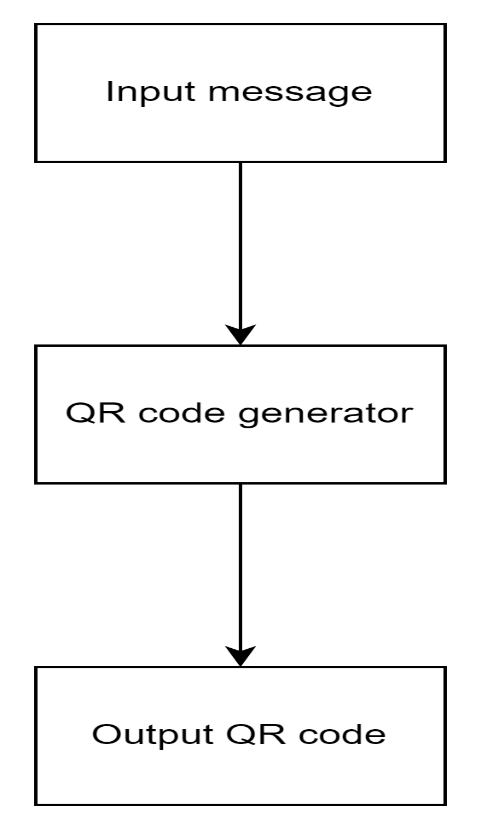 Input message
QR code generator
Output QR code